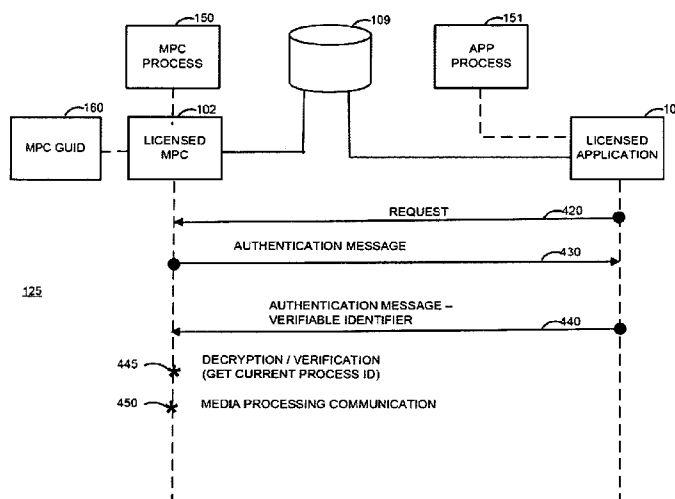 150
MPC
PROCESS
109
151
APP
PROCESS
160
MPC GUID
102
LICENSED
MPC
10
LICENSED
APPLICATION
REQUEST
420
AUTHENTICATION MESSAGE
430
125
AUTHENTICATION MESSAGE –
VERIFIABLE IDENTIFIER
440
445
DECRYPTION / VERIFICATION
(GET CURRENT PROCESS ID)
450
MEDIA PROCESSING COMMUNICATION